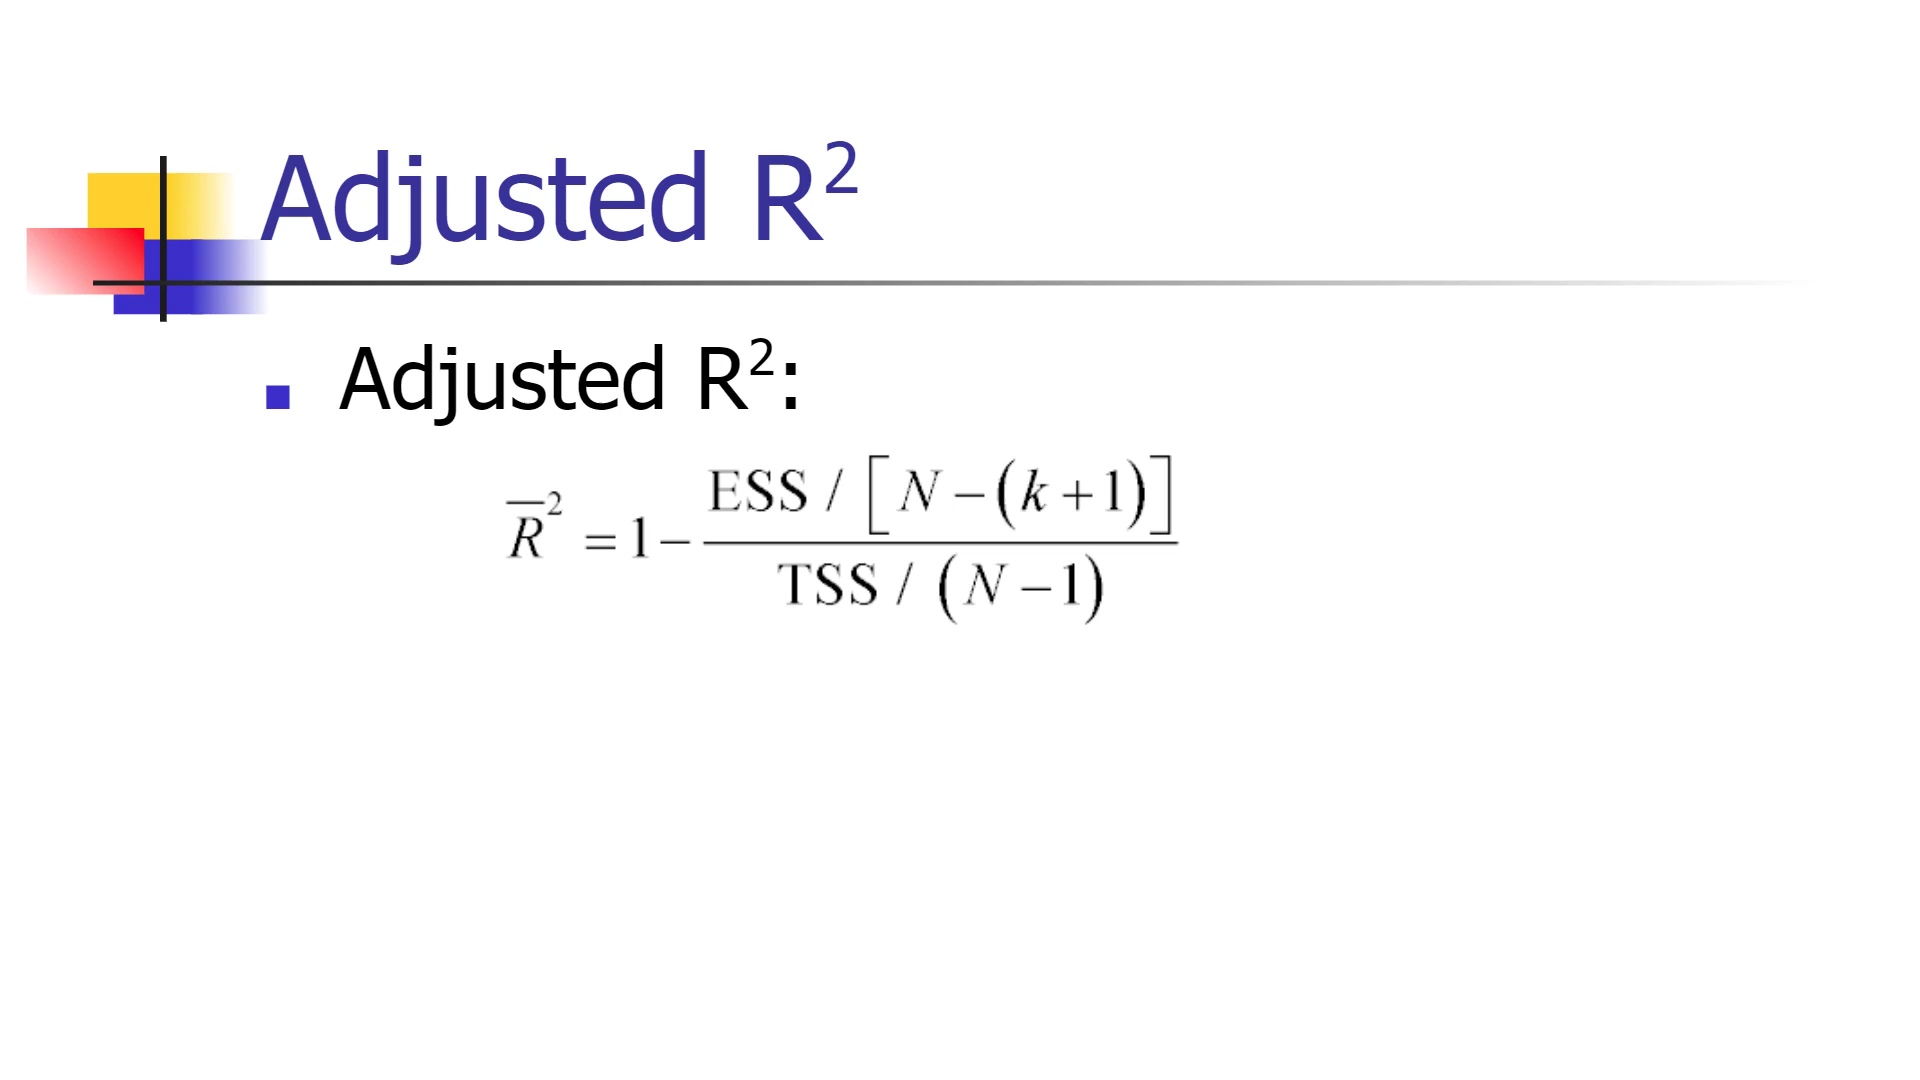 Adjusted R²
Adjusted R²:
R̅² = 1 − ESS / [N − (k + 1)] / TSS / (N − 1)